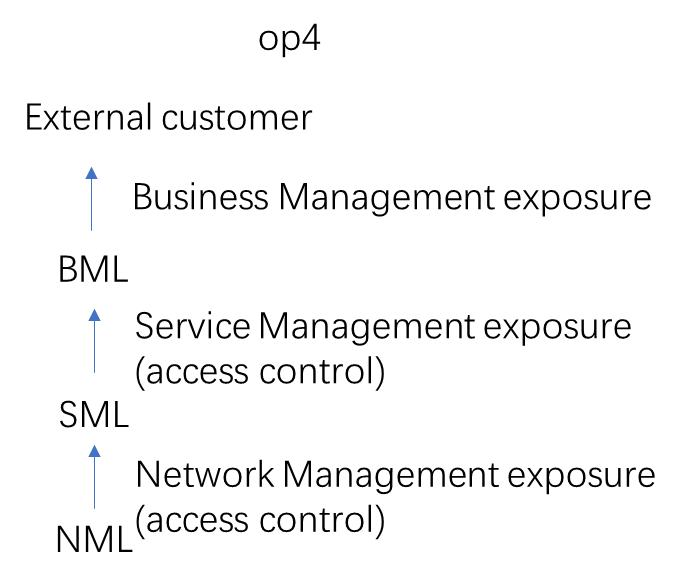 op4
External customer
Business Management exposure
BML
Service Management exposure
(access control)
SML
Network Management exposure
(access control)
NML